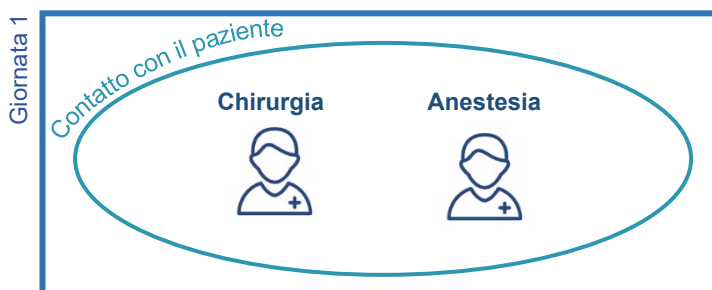 Giornata 1
Contatto con il paziente
Chirurgia
Anestesia